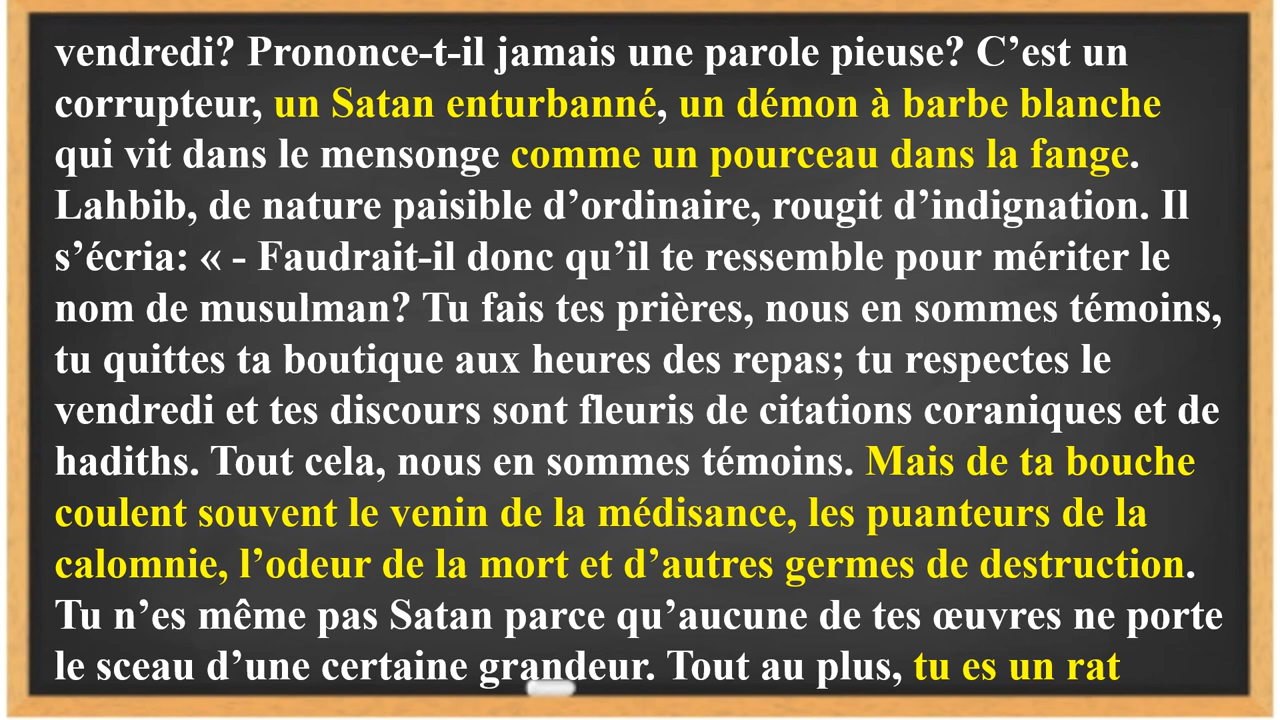 vendredi? Prononce-t-il jamais une parole pieuse? C’est un
corrupteur, un Satan enturbanné, un démon à barbe blanche
qui vit dans le mensonge comme un pourceau dans la fange.
Lahbib, de nature paisible d’ordinaire, rougit d’indignation. Il
s’écria: « - Faudrait-il donc qu’il te ressemble pour mériter le
nom de musulman? Tu fais tes prières, nous en sommes témoins,
tu quittes ta boutique aux heures des repas; tu respectes le
vendredi et tes discours sont fleuris de citations coraniques et de
hadiths. Tout cela, nous en sommes témoins. Mais de ta bouche
coulent souvent le venin de la médisance, les puanteurs de la
calomnie, l’odeur de la mort et d’autres germes de destruction.
Tu n’es même pas Satan parce qu’aucune de tes œuvres ne porte
le sceau d’une certaine grandeur. Tout au plus, tu es un rat